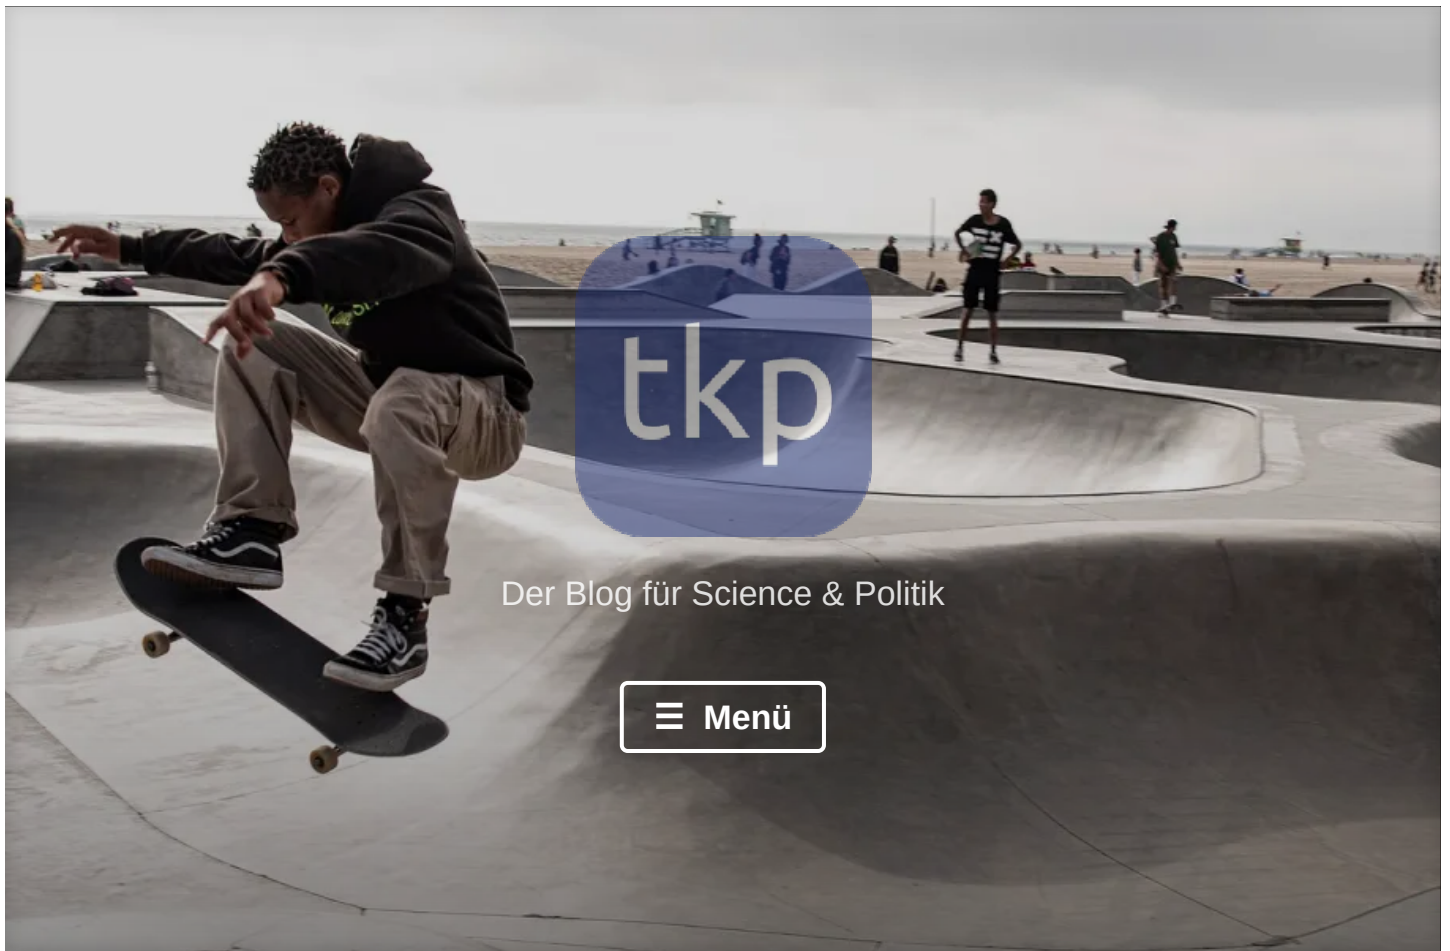 tkp
Der Blog für Science & Politik
☰ Menü